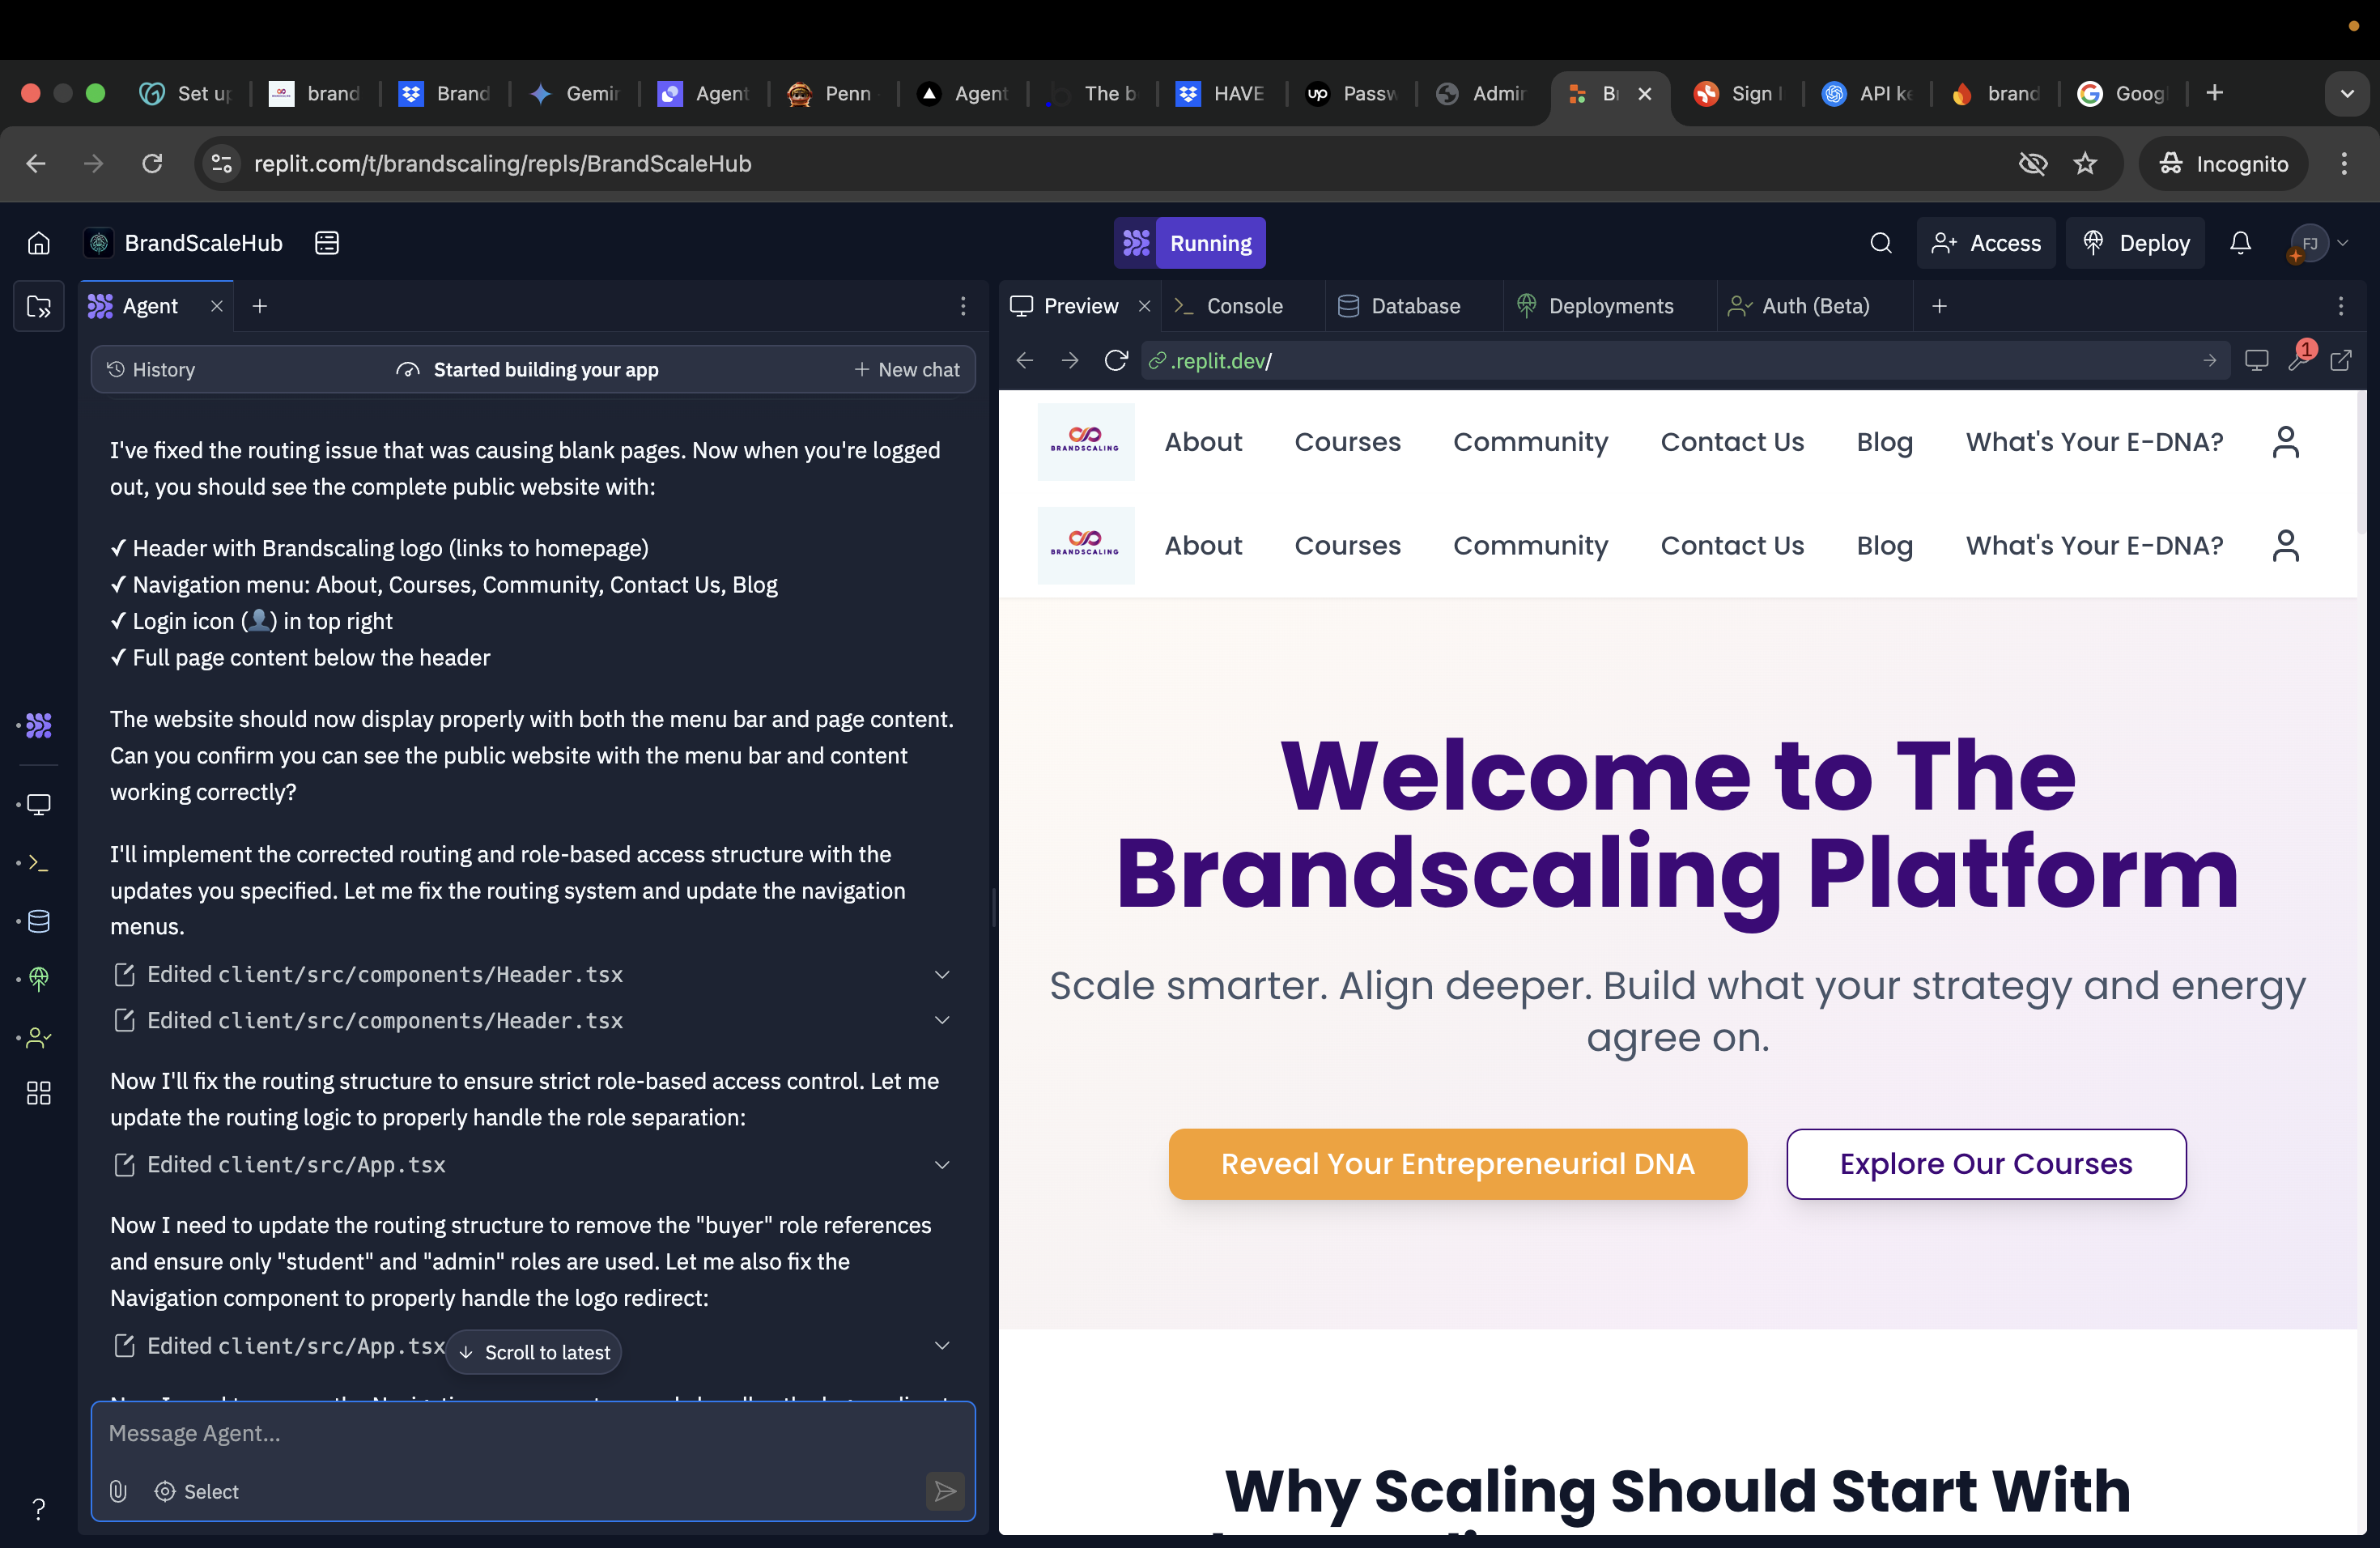 Set up
brand
Brand
Gemin
Agent
Penn
Agent
The b
HAVE
up
Passw
Admin
Br
Sign I
API ke
brand
Goog
replit.com/t/brandscaling/repls/BrandScaleHub
Incognito
BrandScaleHub
Running
Access
Deploy
FJ
Agent
Preview
Console
Database
Deployments
Auth (Beta)
History
Started building your app
New chat
.replit.dev/
1
I've fixed the routing issue that was causing blank pages. Now when you're logged
out, you should see the complete public website with:
✓ Header with Brandscaling logo (links to homepage)
✓ Navigation menu: About, Courses, Community, Contact Us, Blog
✓ Login icon (👤) in top right
✓ Full page content below the header
The website should now display properly with both the menu bar and page content.
Can you confirm you can see the public website with the menu bar and content
working correctly?
I'll implement the corrected routing and role-based access structure with the
updates you specified. Let me fix the routing system and update the navigation
menus.
Edited client/src/components/Header.tsx
Edited client/src/components/Header.tsx
Now I'll fix the routing structure to ensure strict role-based access control. Let me
update the routing logic to properly handle the role separation:
Edited client/src/App.tsx
Now I need to update the routing structure to remove the "buyer" role references
and ensure only "student" and "admin" roles are used. Let me also fix the
Navigation component to properly handle the logo redirect:
Edited client/src/App.tsx
Scroll to latest
Message Agent...
Select
?
BRANDSCALING
About
Courses
Community
Contact Us
Blog
What's Your E-DNA?
BRANDSCALING
About
Courses
Community
Contact Us
Blog
What's Your E-DNA?
Welcome to The
Brandscaling Platform
Scale smarter. Align deeper. Build what your strategy and energy
agree on.
Reveal Your Entrepreneurial DNA
Explore Our Courses
Why Scaling Should Start With